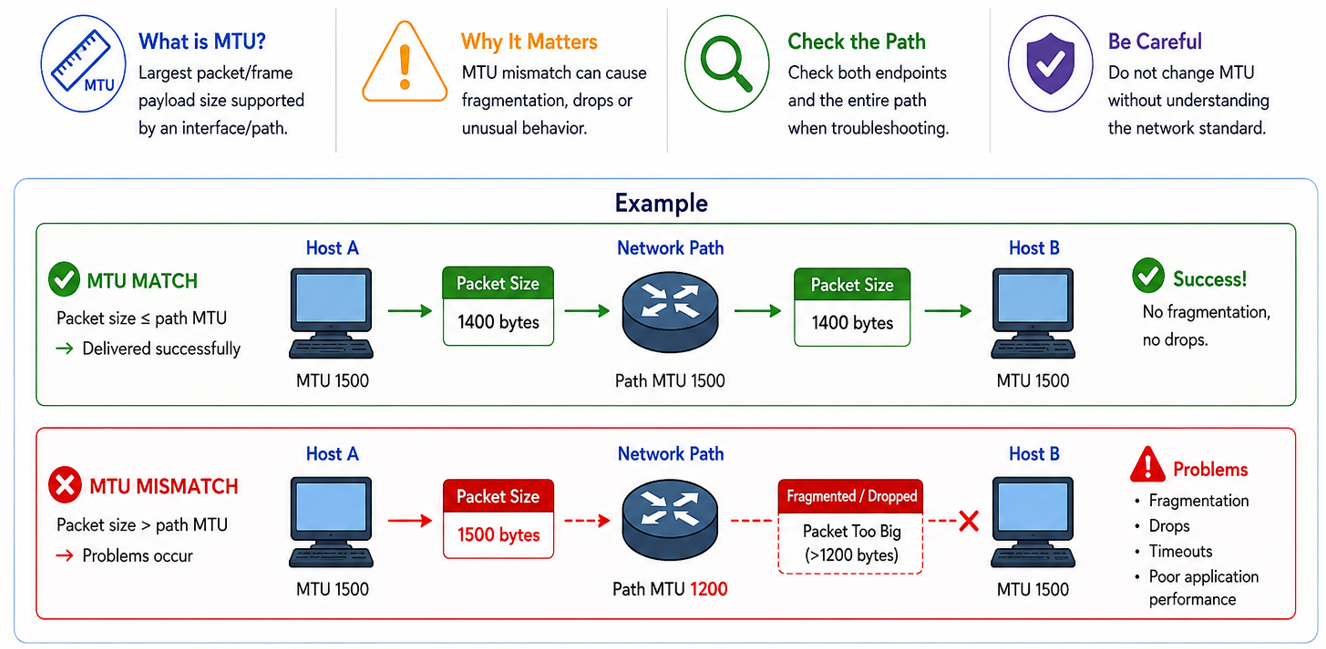 MTU
What is MTU?
Largest packet/frame
payload size supported
by an interface/path.
Why It Matters
MTU mismatch can cause
fragmentation, drops or
unusual behavior.
Check the Path
Check both endpoints
and the entire path
when troubleshooting.
Be Careful
Do not change MTU
without understanding
the network standard.
Example
MTU MATCH
Packet size ≤ path MTU
→ Delivered successfully
Host A
MTU 1500
Packet Size
1400 bytes
Network Path
Path MTU 1500
Packet Size
1400 bytes
Host B
MTU 1500
Success!
No fragmentation,
no drops.
MTU MISMATCH
Packet size > path MTU
→ Problems occur
Host A
MTU 1500
Packet Size
1500 bytes
Network Path
Path MTU 1200
Fragmented / Dropped
Packet Too Big
(>1200 bytes)
Host B
MTU 1500
Problems
• Fragmentation
• Drops
• Timeouts
• Poor application
performance